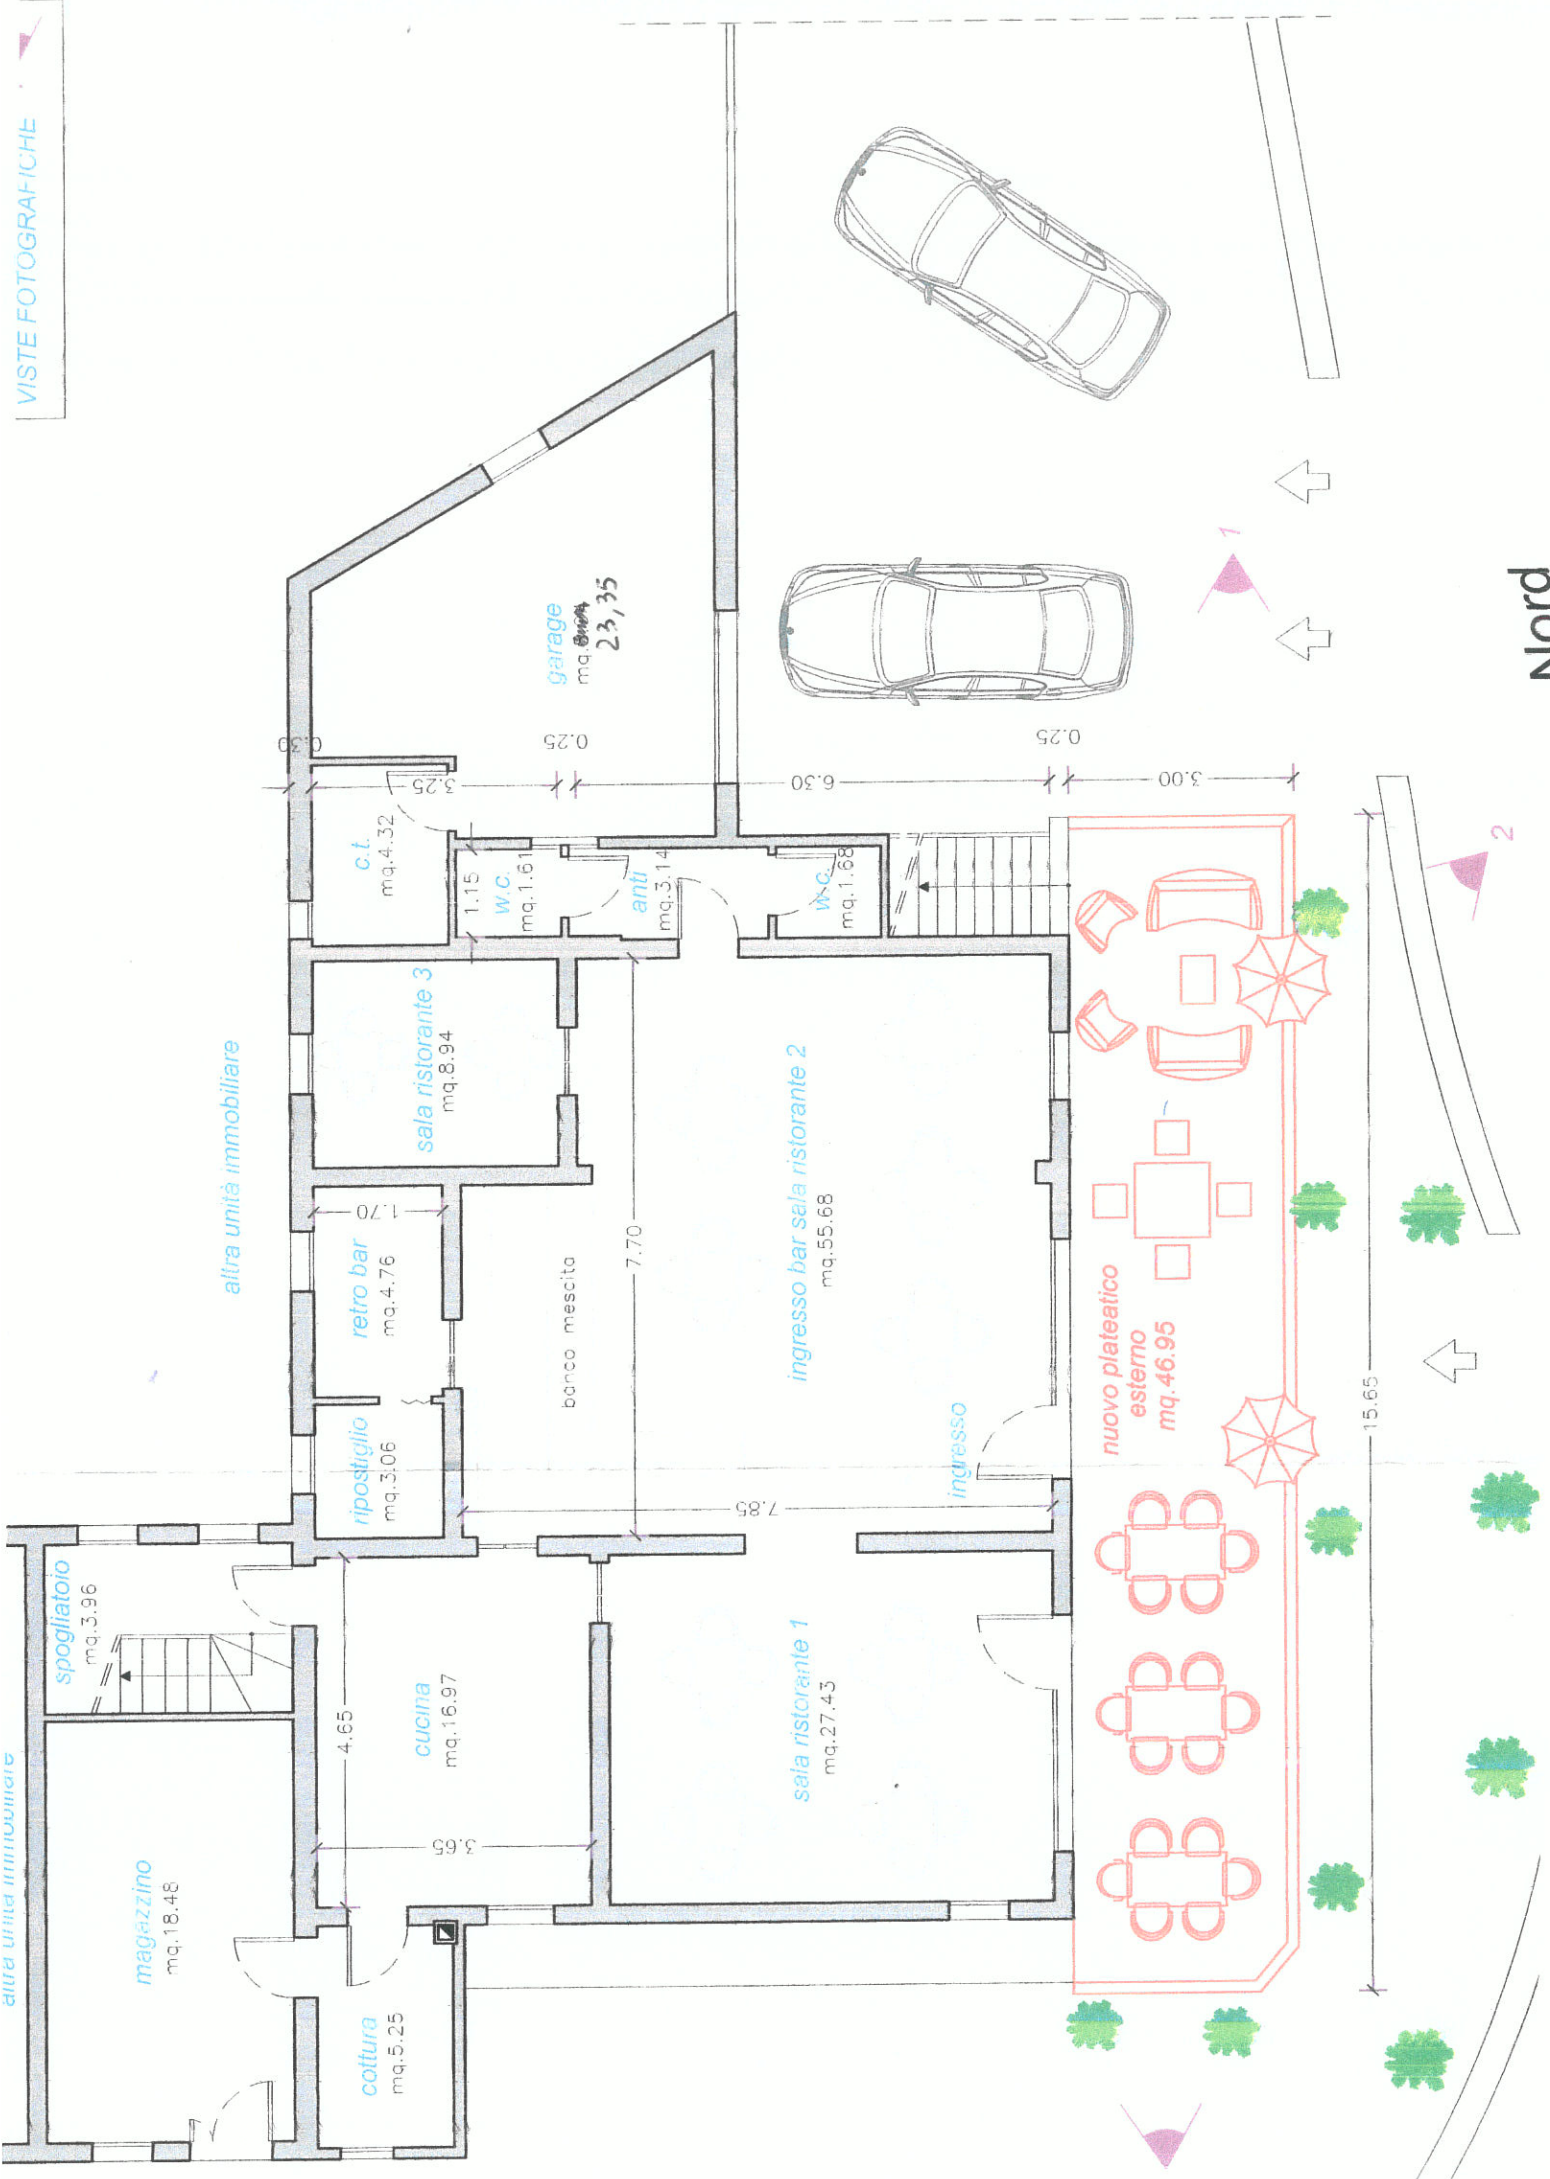 VISTE FOTOGRAFICHE
altra unità immobiliare
altra unità immobiliare
spogliatoio
mq.3.96
magazzino
mq.18.48
cottura
mq.5.25
cucina
mq.16.97
4.65
3.65
ripostiglio
mq.3.06
retro bar
mq.4.76
1.70
sala ristorante 3
mq.8.94
c.t.
mq.4.32
1.15
w.c.
mq.1.61
anti
mq.3.14
w.c.
mq.1.68
garage
mq.
23,35
0.30
3.25
0.25
6.30
0.25
3.00
banco mescita
7.70
7.85
ingresso bar sala ristorante 2
mq.55.68
ingresso
sala ristorante 1
mq.27.43
nuovo plateatico
esterno
mq.46.95
15.65
1
2
Nord